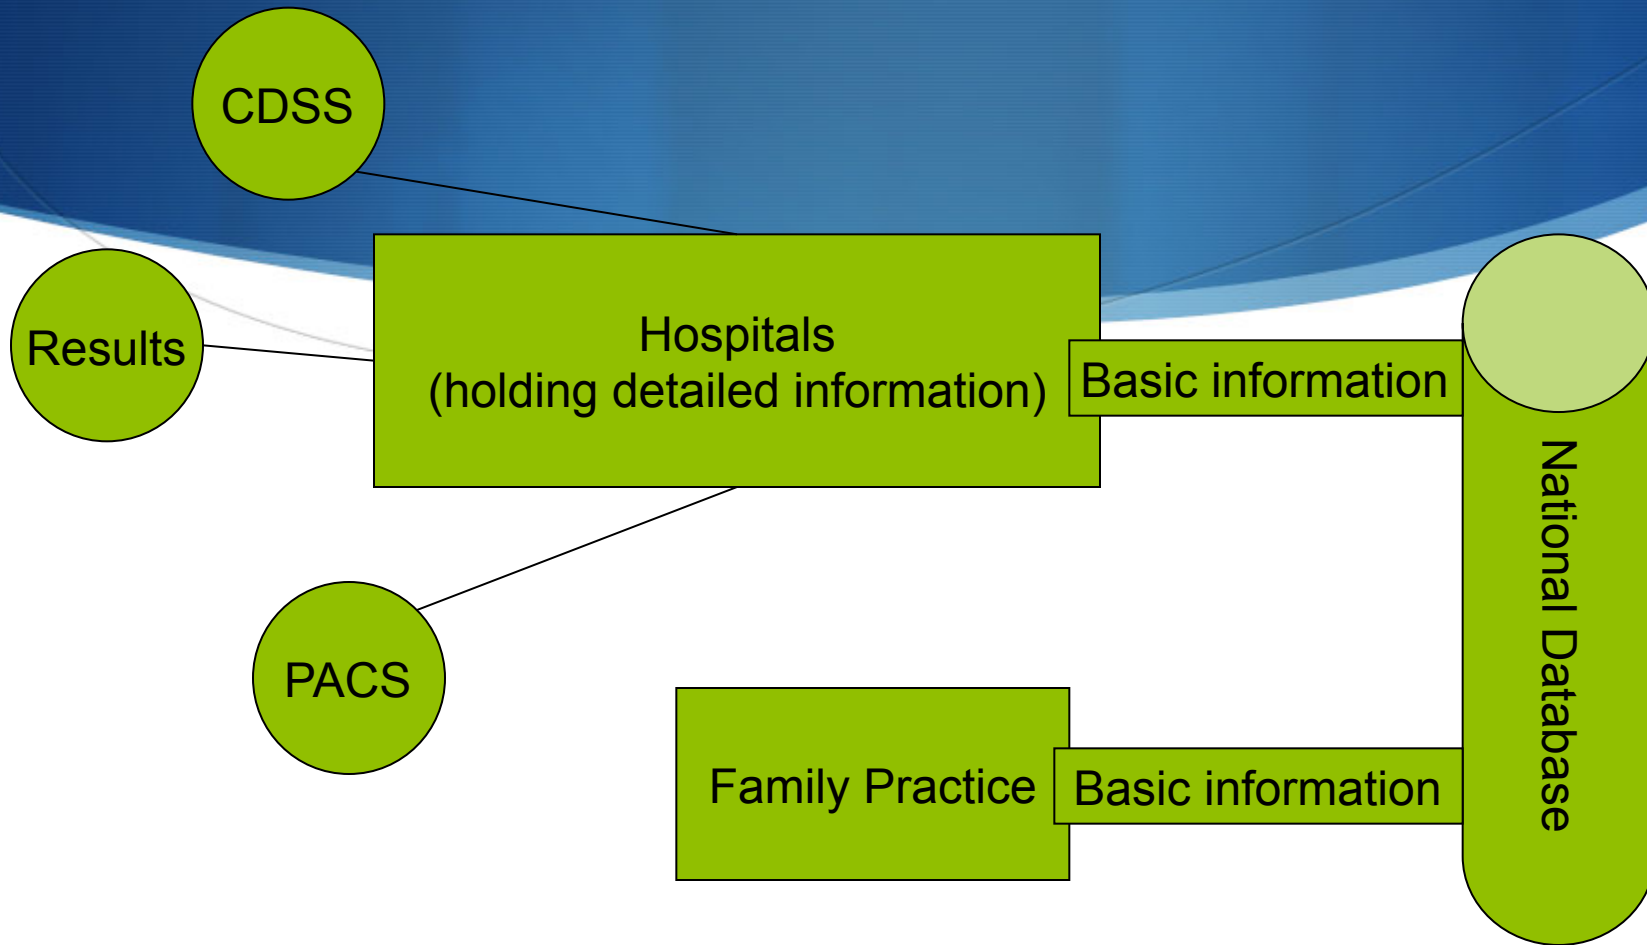 CDSS
Results
Hospitals
(holding detailed information)
Basic information
National Database
PACS
Family Practice
Basic information